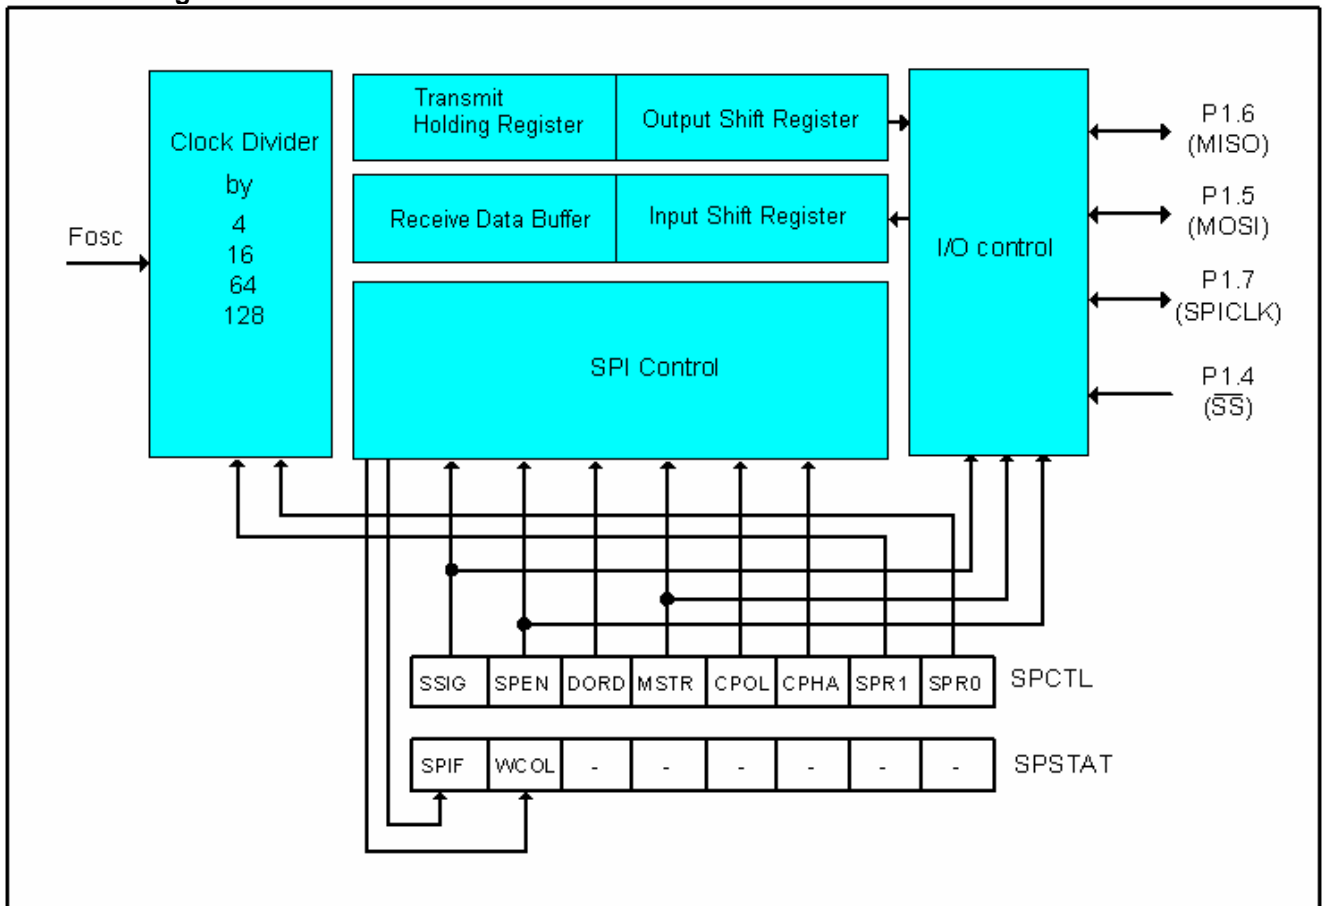 Clock Divider
by
4
16
64
128
Fosc
Transmit
Holding Register
Output Shift Register
Receive Data Buffer
Input Shift Register
SPI Control
I/O control
P1.6
(MISO)
P1.5
(MOSI)
P1.7
(SPICLK)
P1.4
(S̅S̅)
SSIG SPEN DORD MSTR CPOL CPHA SPR1 SPR0 SPCTL
SPIF WCOL - - - - - - SPSTAT